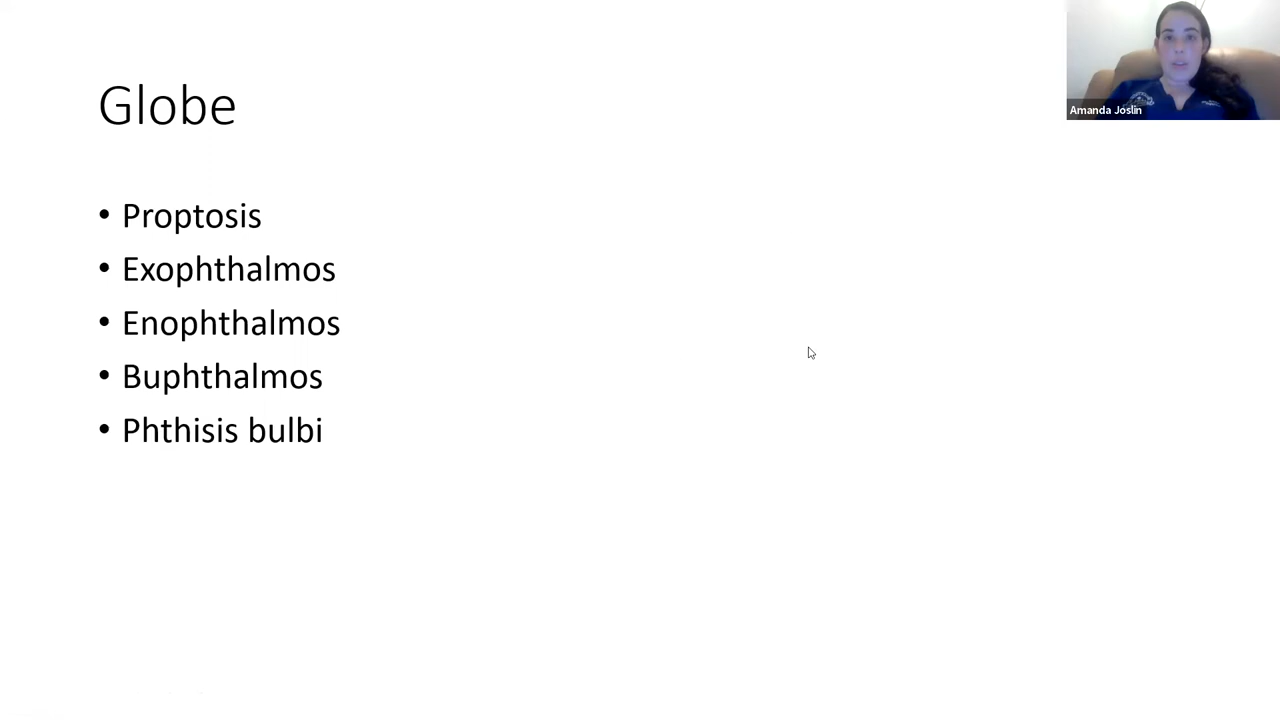 Globe
• Proptosis
• Exophthalmos
• Enophthalmos
• Buphthalmos
• Phthisis bulbi
Amanda Joslin